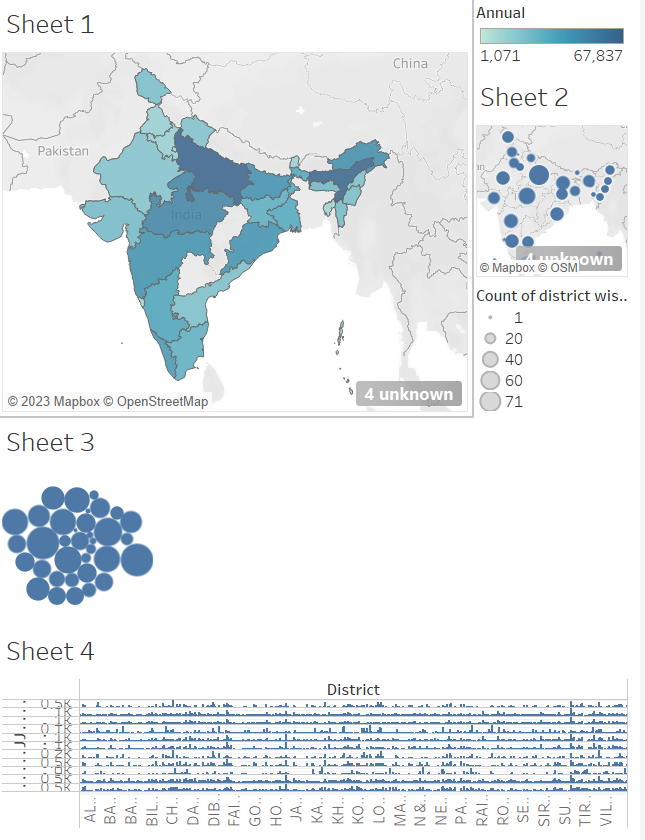 Sheet 1
China
Pakistan
India
© 2023 Mapbox © OpenStreetMap
4 unknown
Annual
1,071 67,837
Sheet 2
4 unknown
© Mapbox © OSM
Count of district wis..
1
20
40
60
71
Sheet 3
Sheet 4
District
0.5K
1K
AL..
BA..
BA..
BIL..
CH..
DA..
DIB..
FAI..
GO..
HO..
JA..
KA..
KH..
KO..
LO..
MA..
N &..
NE..
PA..
RAI..
RO..
SE..
SIR..
SU..
TIR..
VIL..